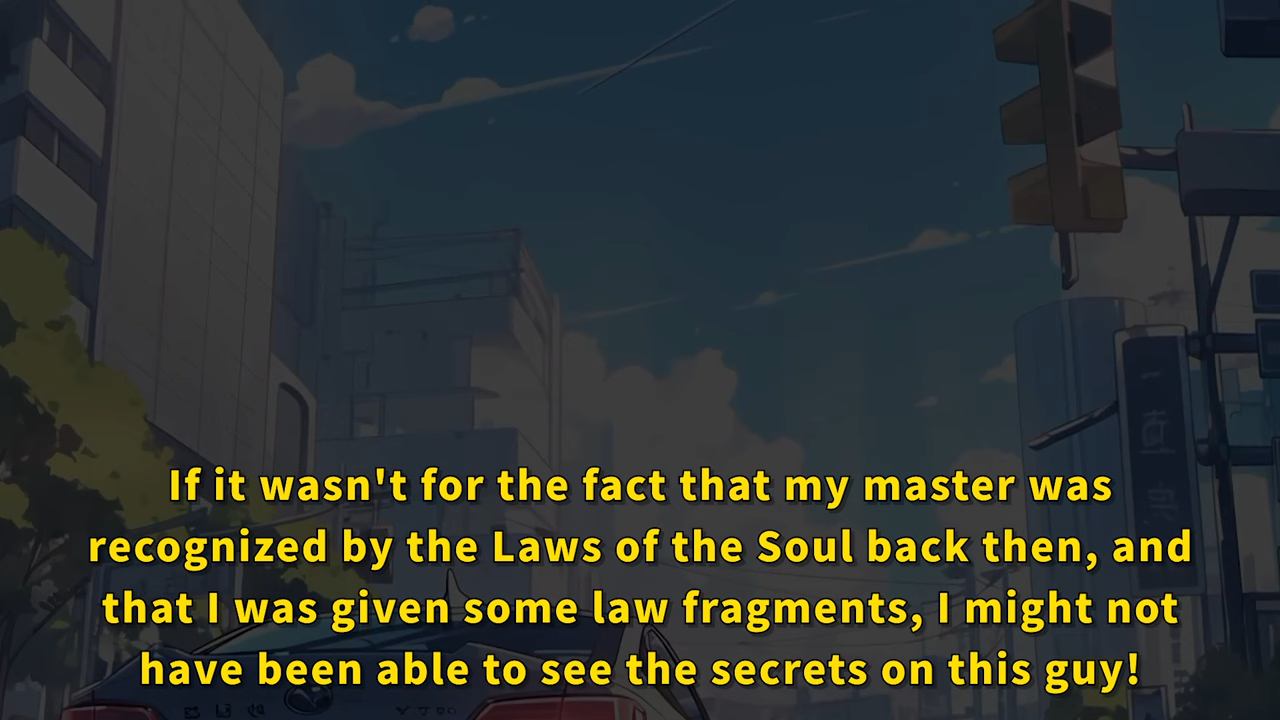 If it wasn't for the fact that my master was
recognized by the Laws of the Soul back then, and
that I was given some law fragments, I might not
have been able to see the secrets on this guy!